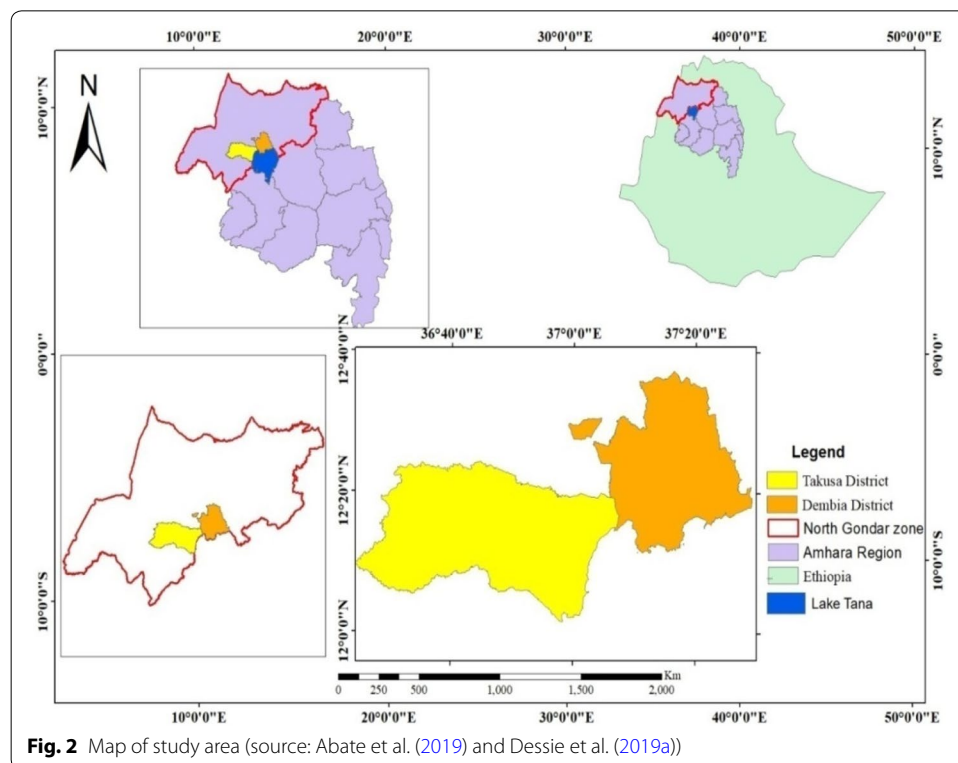 10°0'0"E 20°0'0"E 30°0'0"E 40°0'0"E 50°0'0"E
N
10°0'0"N
10°0'0"N
36°40'0"E 37°0'0"E 37°20'0"E
0°0'0"
12°40'0"N
0°0'0"
12°20'0"N
Legend
Takusa District
Dembia District
North Gondar zone
Amhara Region
Ethiopia
Lake Tana
10°0'0"S
12°0'0"N
10°0'0"S
Km
0 250 500 1,000 1,500 2,000
10°0'0"E 20°0'0"E 30°0'0"E 40°0'0"E 50°0'0"E
Fig. 2 Map of study area (source: Abate et al. (2019) and Dessie et al. (2019a))